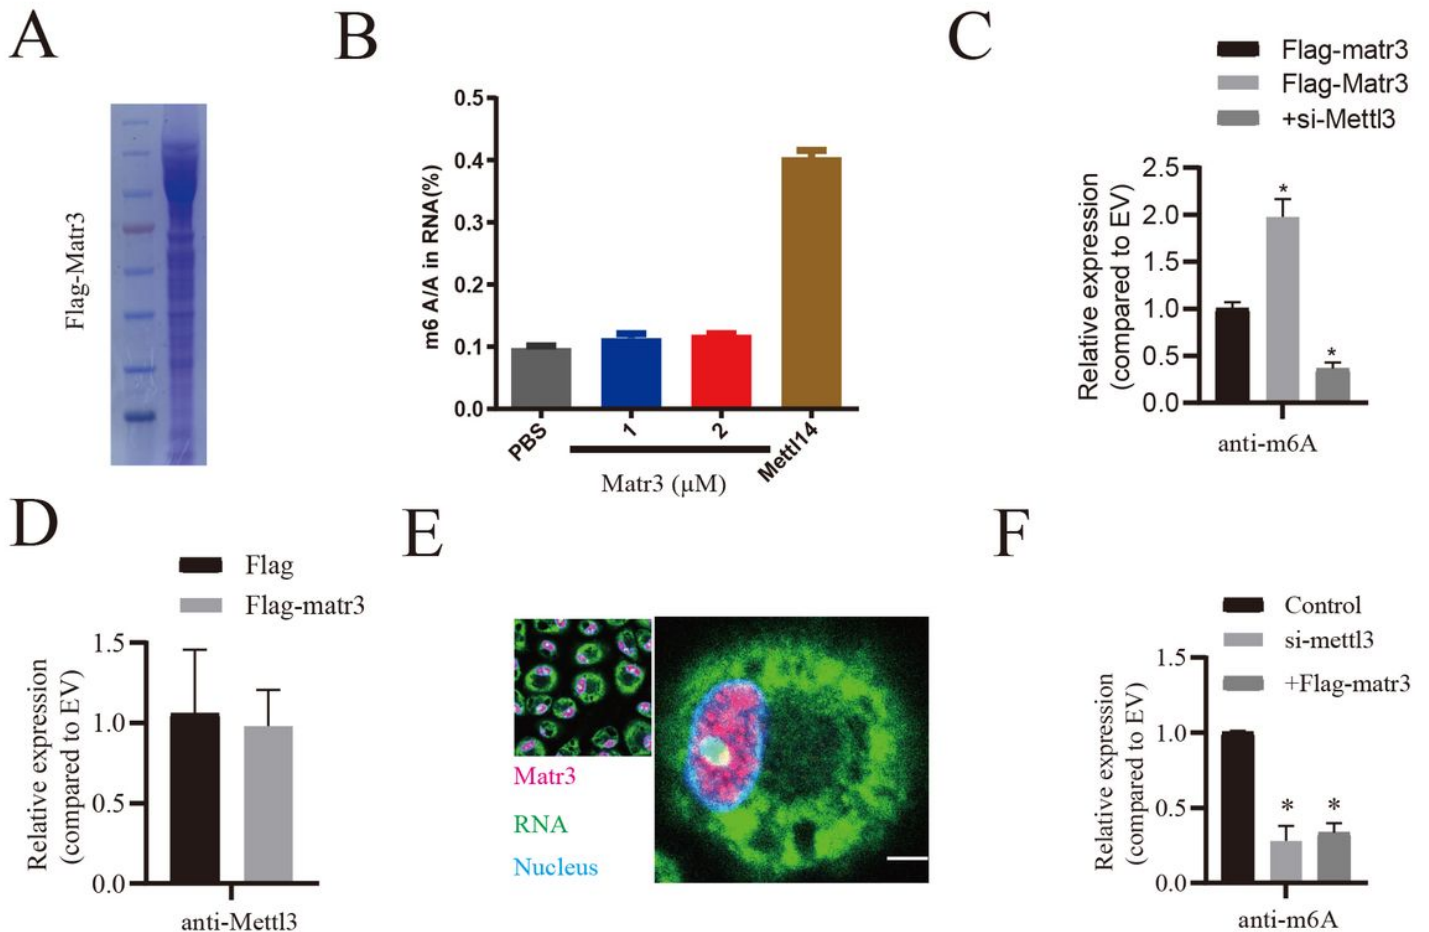 A
Flag-Matr3
B
0.5
0.4
0.3
0.2
0.1
0.0
m6 A/A in RNA(%)
PBS
1
2
Mettl14
Matr3 (μM)
C
Flag-matr3
Flag-Matr3
+si-Mettl3
2.5
2.0
1.5
1.0
0.5
0.0
Relative expression
(compared to EV)
*
*
anti-m6A
D
Flag
Flag-matr3
1.5
1.0
0.5
0.0
Relative expression
(compared to EV)
anti-Mettl3
E
Matr3
RNA
Nucleus
F
Control
si-mettl3
+Flag-matr3
1.5
1.0
0.5
0.0
Relative expression
(compared to EV)
*
*
anti-m6A